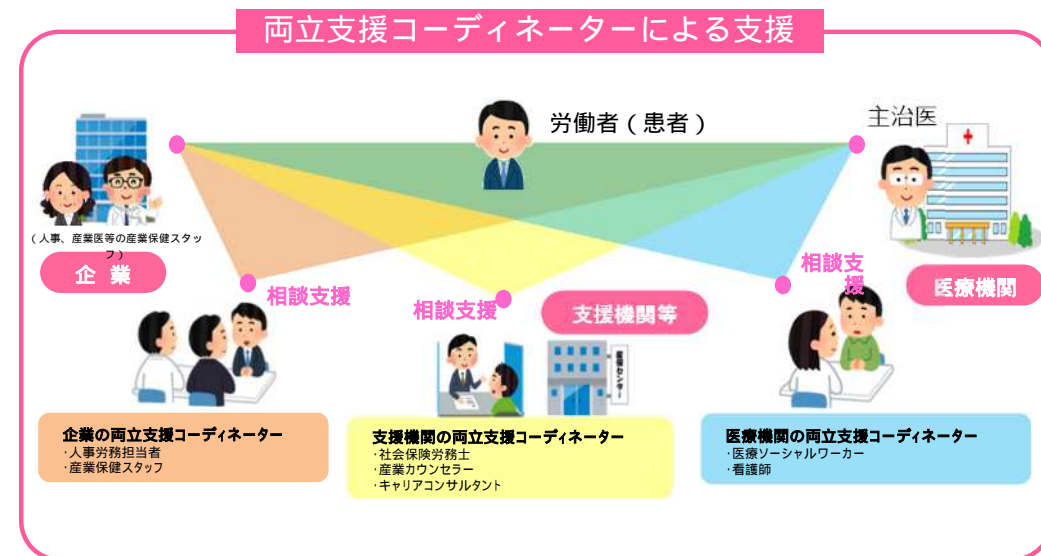 両立支援コーディネーターによる支援
労働者(患者)
主治医
(人事、産業医等の産業保健スタッ
フ)
企 業
相談支援
相談支援
支援機関等
産保センター
相談支
援
医療機関
企業の両立支援コーディネーター
・人事労務担当者
・産業保健スタッフ
支援機関の両立支援コーディネーター
・社会保険労務士
・産業カウンセラー
・キャリアコンサルタント
医療機関の両立支援コーディネーター
・医療ソーシャルワーカー
・看護師